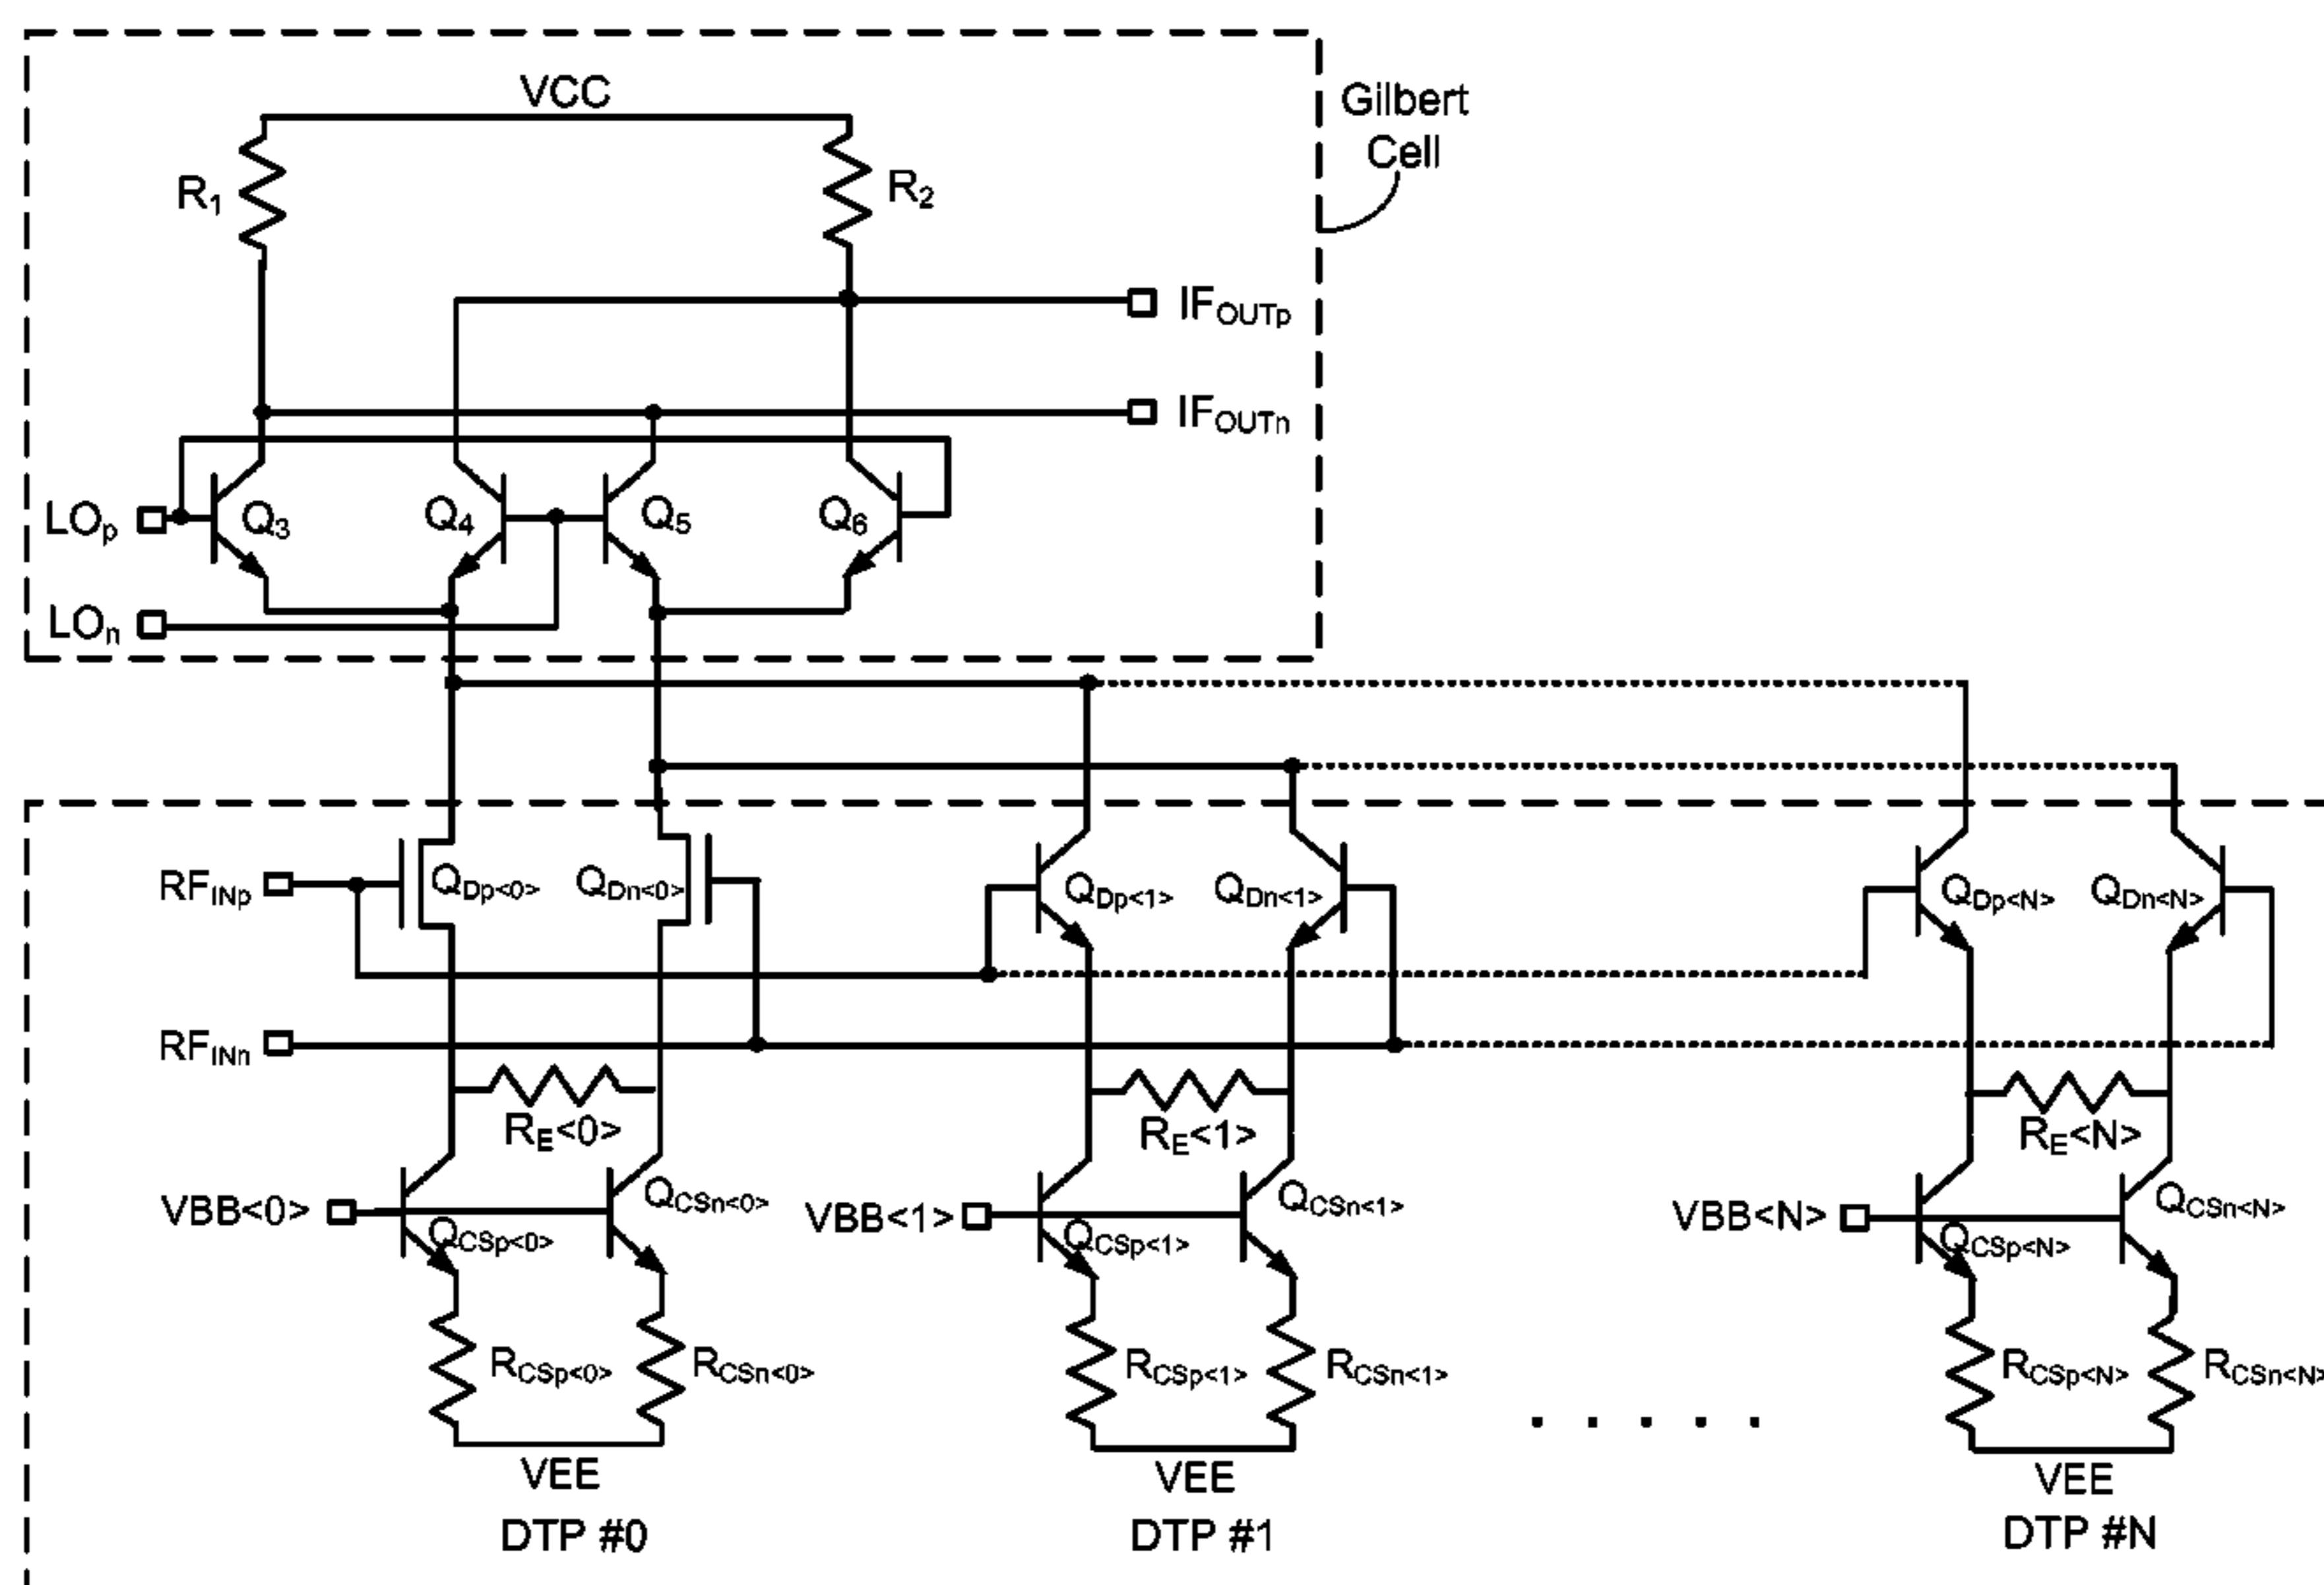 VCC
Gilbert
Cell
R1
R2
IFOUTp
IFOUTn
LOp
Q3
Q4
Q5
Q6
LOn
RFINp
QDp<0>
QDn<0>
QDp<1>
QDn<1>
QDp<N>
QDn<N>
RFINn
RE<0>
RE<1>
RE<N>
VBB<0>
QCSp<0>
QCSn<0>
VBB<1>
QCSp<1>
QCSn<1>
VBB<N>
QCSp<N>
QCSn<N>
RCSp<0>
RCSn<0>
RCSp<1>
RCSn<1>
RCSp<N>
RCSn<N>
. . . . .
VEE
VEE
VEE
DTP #0
DTP #1
DTP #N